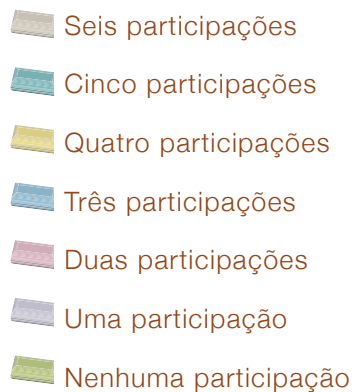 Seis participações
Cinco participações
Quatro participações
Três participações
Duas participações
Uma participação
Nenhuma participação